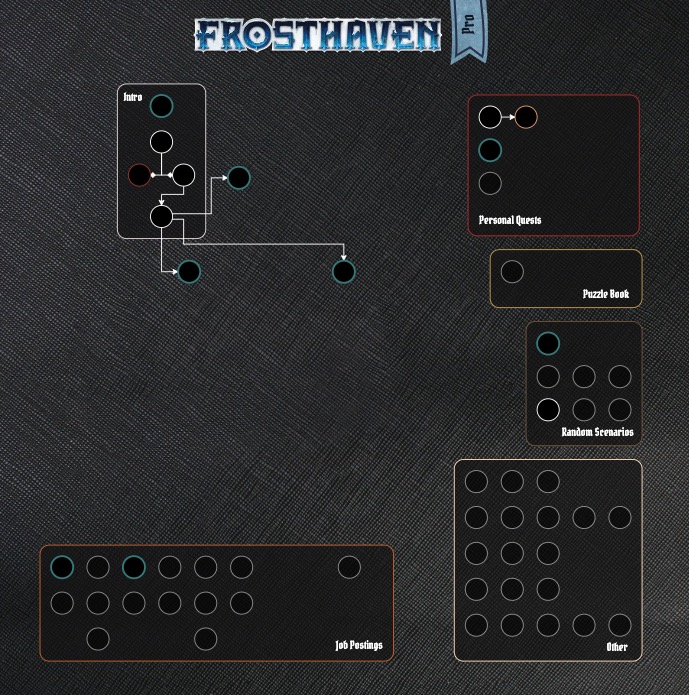 FROSTHAVEN
Pro
Intro
Personal Quests
Puzzle Book
Random Scenarios
Job Postings
Other